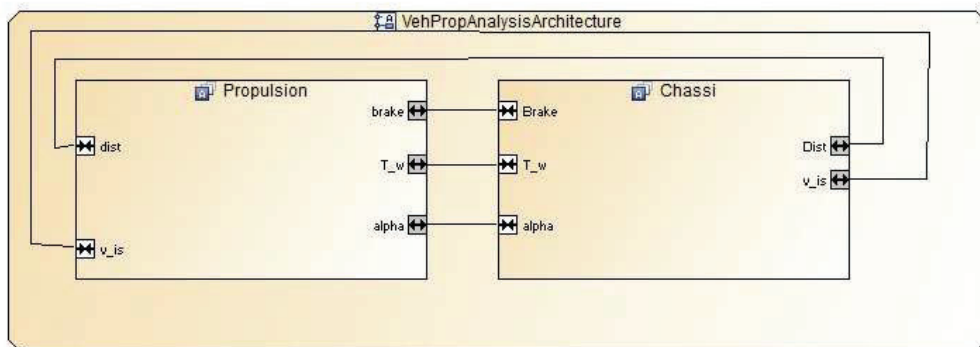 VehPropAnalysisArchitecture
Propulsion
brake
dist
T_w
alpha
v_is
Chassi
Brake
Dist
T_w
v_is
alpha